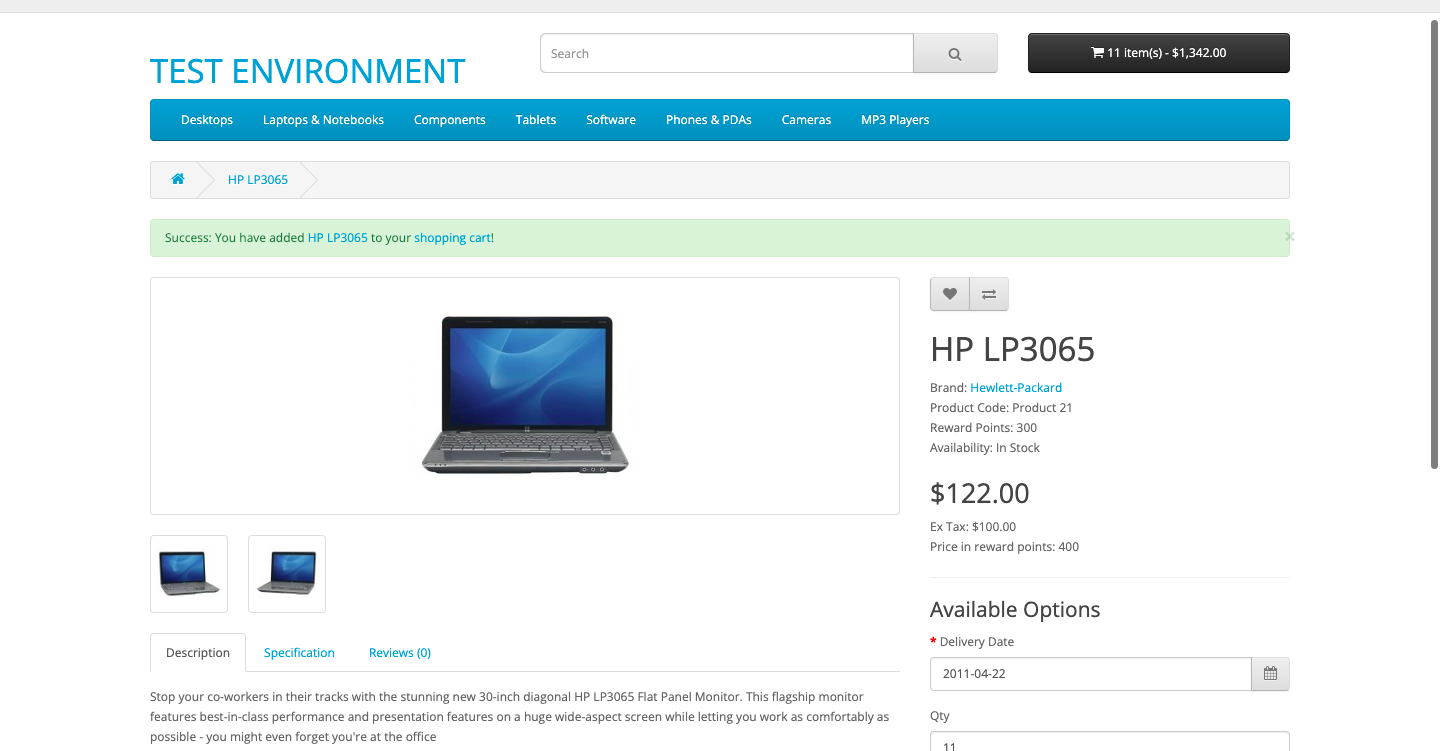 TEST ENVIRONMENT
Search
11 item(s) - $1,342.00
Desktops
Laptops & Notebooks
Components
Tablets
Software
Phones & PDAs
Cameras
MP3 Players
HP LP3065
Success: You have added HP LP3065 to your shopping cart!
×
HP LP3065
Brand: Hewlett-Packard
Product Code: Product 21
Reward Points: 300
Availability: In Stock
$122.00
Ex Tax: $100.00
Price in reward points: 400
Available Options
* Delivery Date
2011-04-22
Qty
11
Description
Specification
Reviews (0)
Stop your co-workers in their tracks with the stunning new 30-inch diagonal HP LP3065 Flat Panel Monitor. This flagship monitor
features best-in-class performance and presentation features on a huge wide-aspect screen while letting you work as comfortably as
possible - you might even forget you're at the office